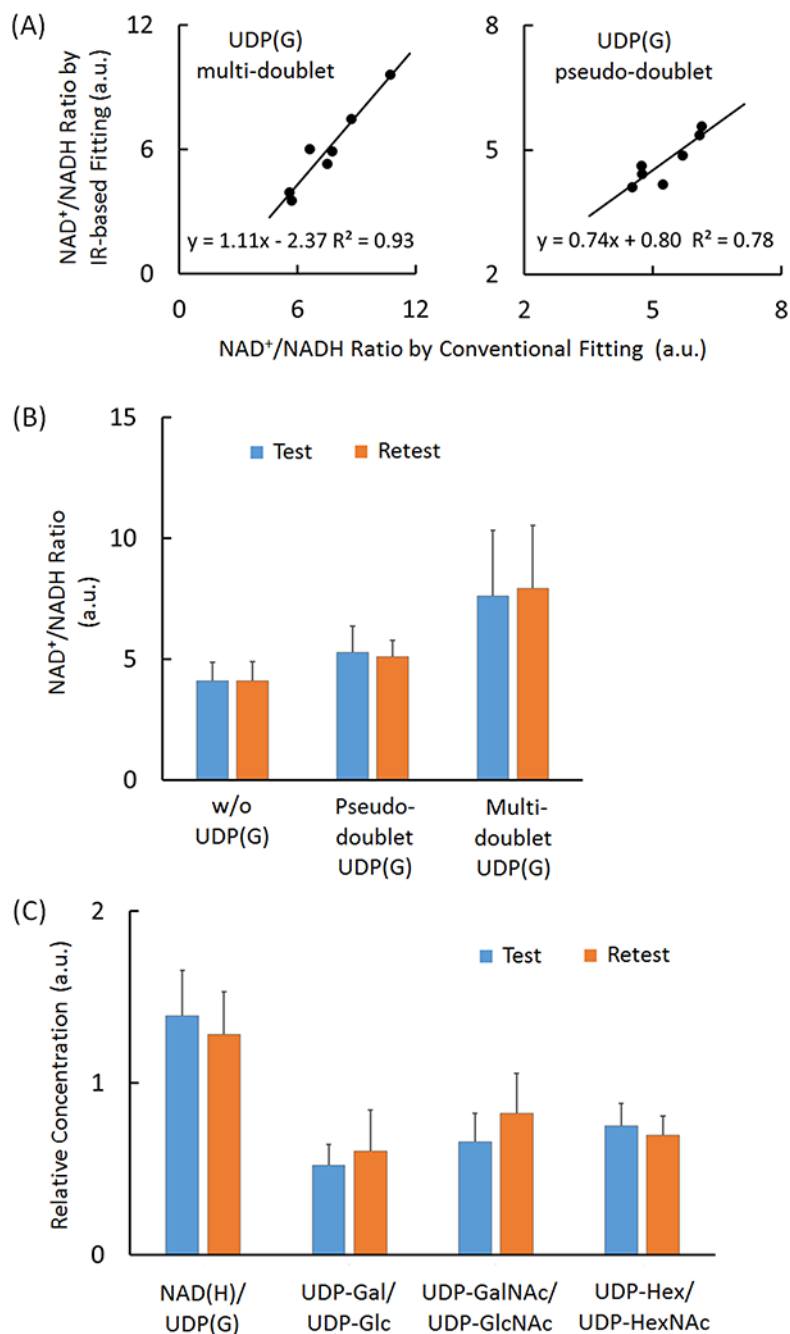 (A)
UDP(G)
multi-doublet
UDP(G)
pseudo-doublet
NAD⁺/NADH Ratio by
IR-based Fitting (a.u.)
12
6
0
y = 1.11x - 2.37 R² = 0.93
0 6 12
8
5
2
y = 0.74x + 0.80 R² = 0.78
2 5 8
NAD⁺/NADH Ratio by Conventional Fitting (a.u.)
(B)
15
10
5
0
Test Retest
NAD⁺/NADH Ratio
(a.u.)
w/o
UDP(G)
Pseudo-
doublet
UDP(G)
Multi-
doublet
UDP(G)
(C)
2
1
0
Test Retest
Relative Concentration (a.u.)
NAD(H)/
UDP(G)
UDP-Gal/
UDP-Glc
UDP-GalNAc/
UDP-GlcNAc
UDP-Hex/
UDP-HexNAc